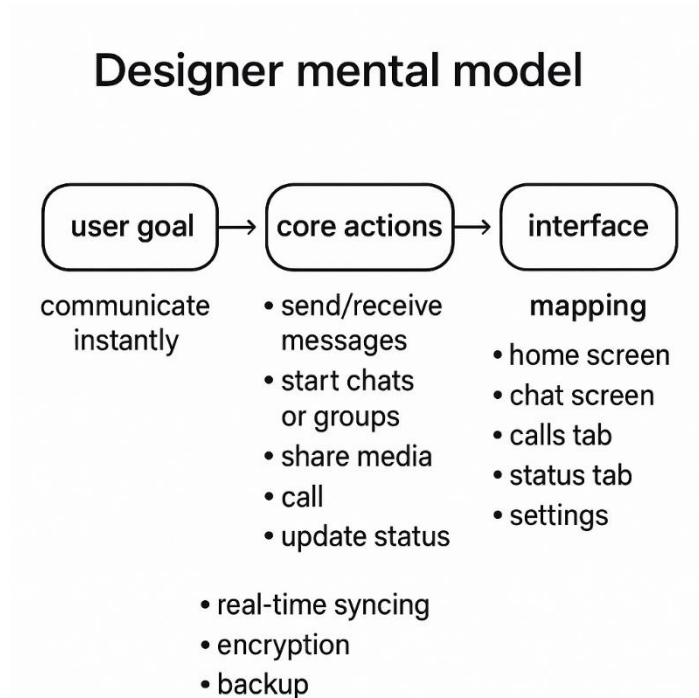 Designer mental model
user goal
communicate
instantly
core actions
• send/receive
messages
• start chats
or groups
• share media
• call
• update status
interface
mapping
• home screen
• chat screen
• calls tab
• status tab
• settings
• real-time syncing
• encryption
• backup